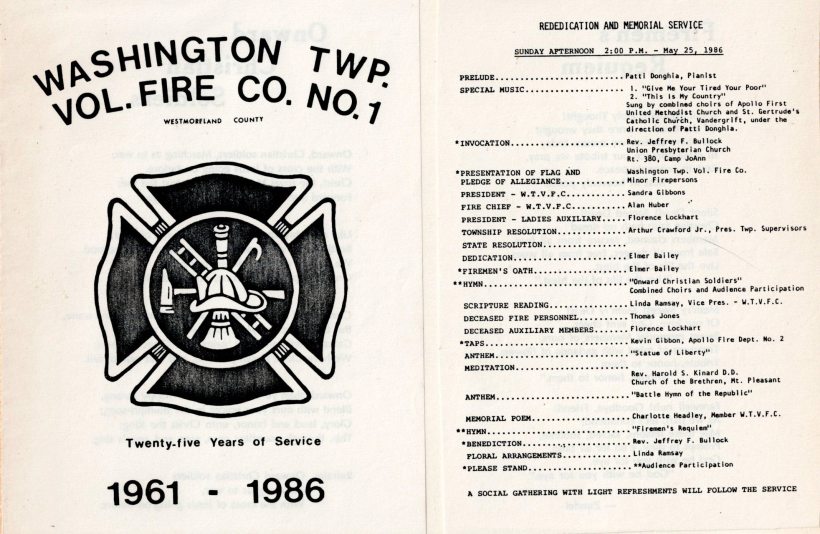 WASHINGTON TWP.
VOL. FIRE CO. NO. 1
WESTMORELAND COUNTY
Twenty-five Years of Service
1961 - 1986
REDEDICATION AND MEMORIAL SERVICE
SUNDAY AFTERNOON 2:00 P.M. - May 25, 1986
PRELUDE..............................Patti Donghia, Pianist
SPECIAL MUSIC...................... 1. "Give Me Your Tired Your Poor"
2. "This is My Country"
Sung by combined choirs of Apollo First
United Methodist Church and St. Gertrude's
Catholic Church, Vandergrift, under the
direction of Patti Donghia.
*INVOCATION.........................Rev. Jeffrey F. Bullock
Union Presbyterian Church
Rt. 380, Camp JoAnn
*PRESENTATION OF FLAG AND Washington Twp. Vol. Fire Co.
PLEDGE OF ALLEGIANCE...............Minor Firepersons
PRESIDENT - W.T.V.F.C..............Sandra Gibbons
FIRE CHIEF - W.T.V.F.C.............Alan Huber
PRESIDENT - LADIES AUXILIARY.....Florence Lockhart
TOWNSHIP RESOLUTION................Arthur Crawford Jr., Pres. Twp. Supervisors
STATE RESOLUTION...................
DEDICATION..........................Elmer Bailey
*FIREMEN'S OATH.....................Elmer Bailey
**HYMN..............................."Onward Christian Soldiers"
Combined Choirs and Audience Participation
SCRIPTURE READING..................Linda Ramsay, Vice Pres. - W.T.V.F.C.
DECEASED FIRE PERSONNEL...........Thomas Jones
DECEASED AUXILIARY MEMBERS.......Florence Lockhart
*TAPS................................Kevin Gibbon, Apollo Fire Dept. No. 2
ANTHEM.............................."Statue of Liberty"
MEDITATION..........................
Rev. Harold S. Kinard D.D.
Church of the Brethren, Mt. Pleasant
ANTHEM.............................."Battle Hymn of the Republic"
MEMORIAL POEM......................Charlotte Headley, Member W.T.V.F.C.
**HYMN..............................."Firemen's Requiem"
*BENEDICTION........................Rev. Jeffrey F. Bullock
FLORAL ARRANGEMENTS...............Linda Ramsay
*PLEASE STAND.......................**Audience Participation
A SOCIAL GATHERING WITH LIGHT REFRESHMENTS WILL FOLLOW THE SERVICE